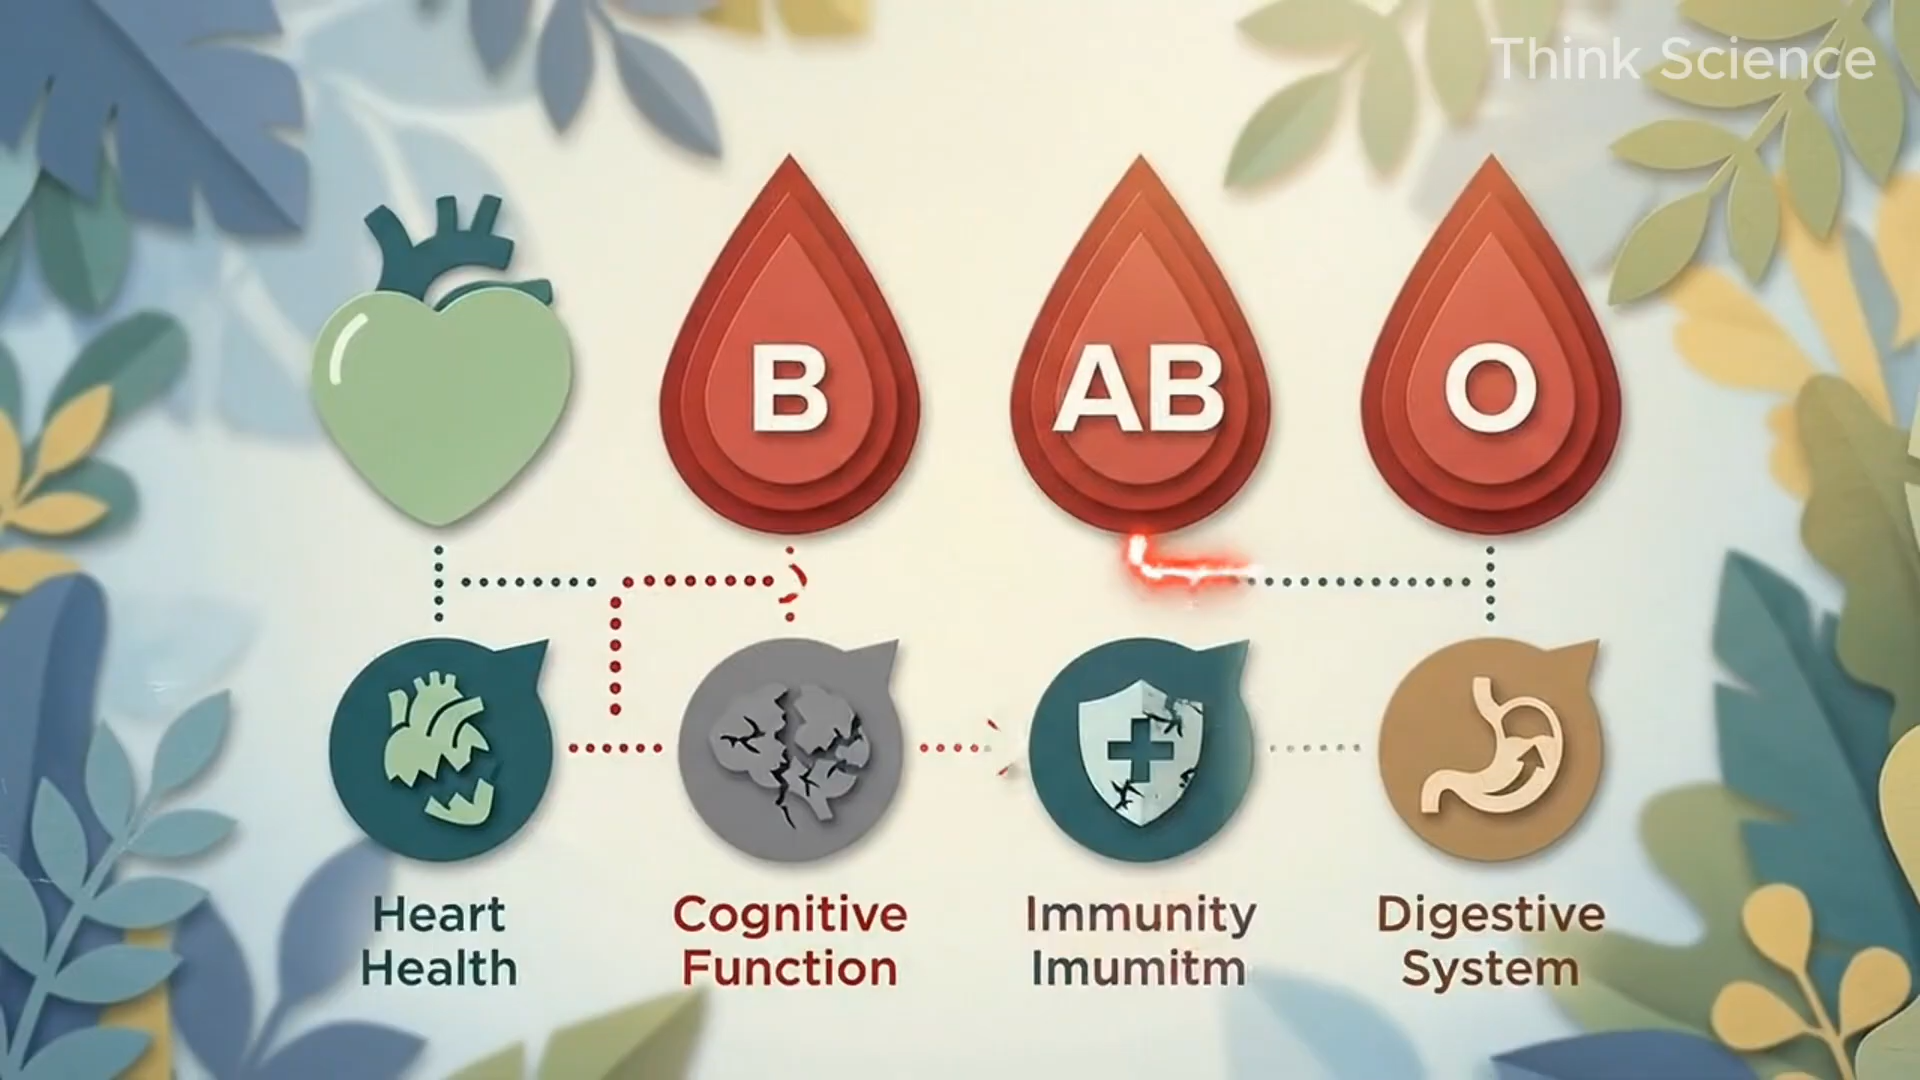 Think Science
B
AB
O
Heart
Health
Cognitive
Function
Immunity
Imumitm
Digestive
System